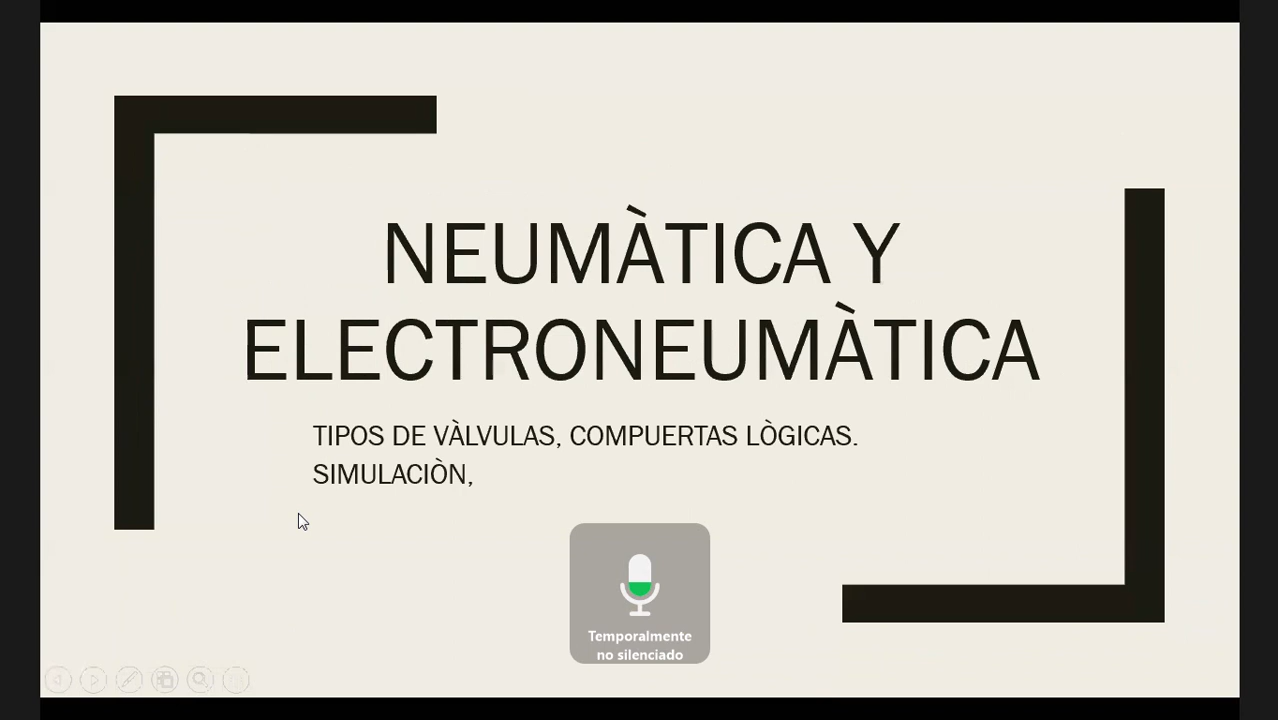 NEUMÀTICA Y
ELECTRONEUMÀTICA
TIPOS DE VÀLVULAS, COMPUERTAS LÒGICAS.
SIMULACIÒN,
Temporalmente
no silenciado